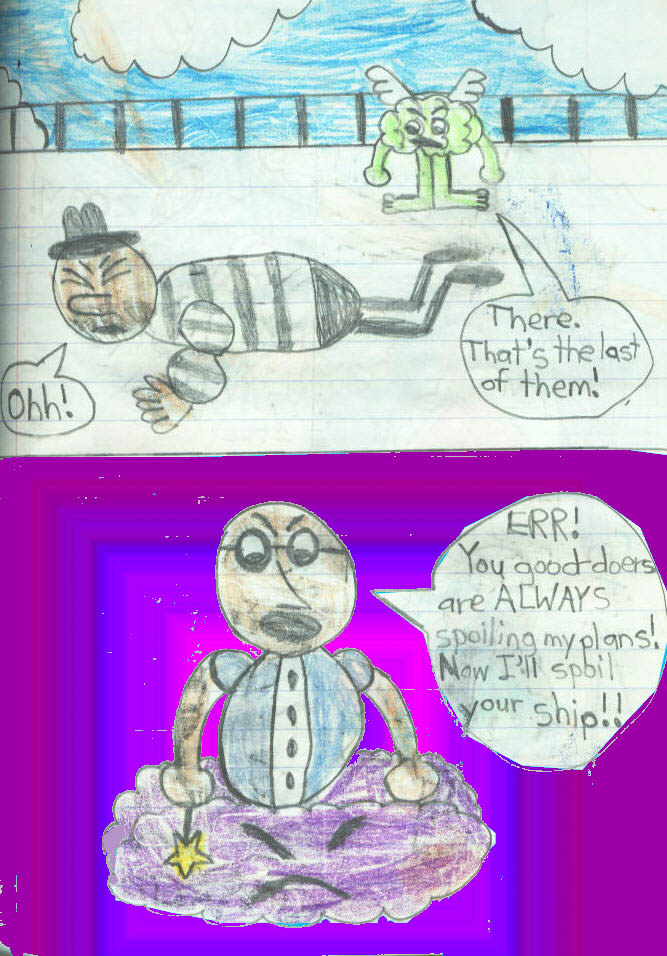 There.
That's the last
of them!
Ohh!
ERR!
You good-doers
are ALWAYS
spoiling my plans!
Now I'll spoil
your ship!!